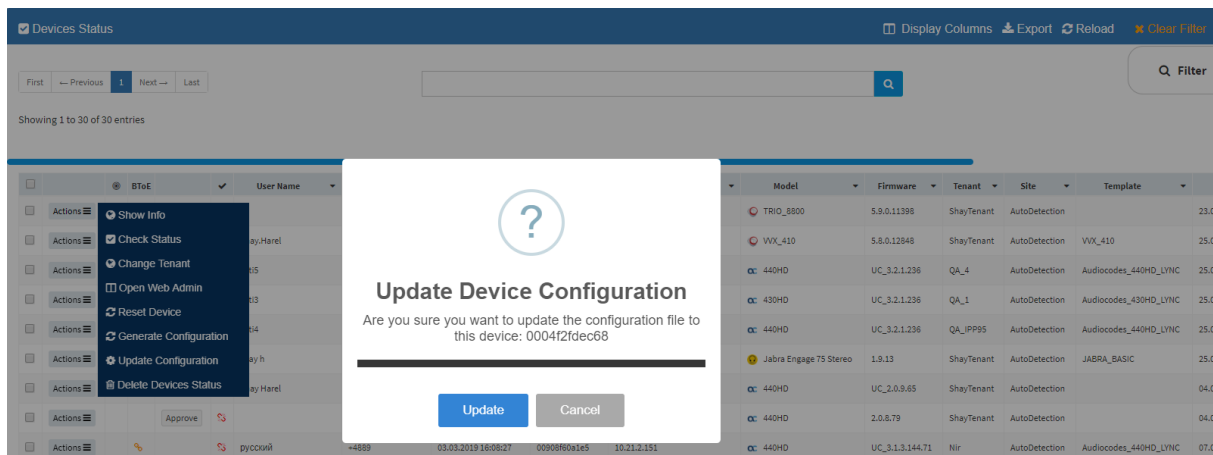 Devices Status
Display Columns Export Reload Clear Filter
First ← Previous 1 Next → Last
Filter
Showing 1 to 30 of 30 entries
BToE User Name Model Firmware Tenant Site Template
Actions Show Info TRIO_8800 5.9.0.11398 ShayTenant AutoDetection
Actions Check Status ay.Harel VVX_410 5.8.0.12848 ShayTenant AutoDetection VVX_410
Change Tenant
Actions ti5 440HD UC_3.2.1.236 QA_4 AutoDetection Audiocodes_440HD_LYNC
Open Web Admin
Actions ti3 430HD UC_3.2.1.236 QA_1 AutoDetection Audiocodes_430HD_LYNC
Reset Device
Actions ti4 440HD UC_3.2.1.236 QA_IPP95 AutoDetection Audiocodes_440HD_LYNC
Generate Configuration
Actions Update Configuration ay h Jabra Engage 75 Stereo 1.9.13 ShayTenant AutoDetection JABRA_BASIC
Actions Delete Devices Status ay Harel 440HD UC_2.0.9.65 ShayTenant AutoDetection
Actions Approve 440HD 2.0.8.79 ShayTenant AutoDetection
Actions русский +4889 03.03.2019 16:08:27 00908f60a1e5 10.21.2.151 440HD UC_3.1.3.144.71 Nir AutoDetection Audiocodes_440HD_LYNC
?
Update Device Configuration
Are you sure you want to update the configuration file to
this device: 0004f2fdec68
Update Cancel